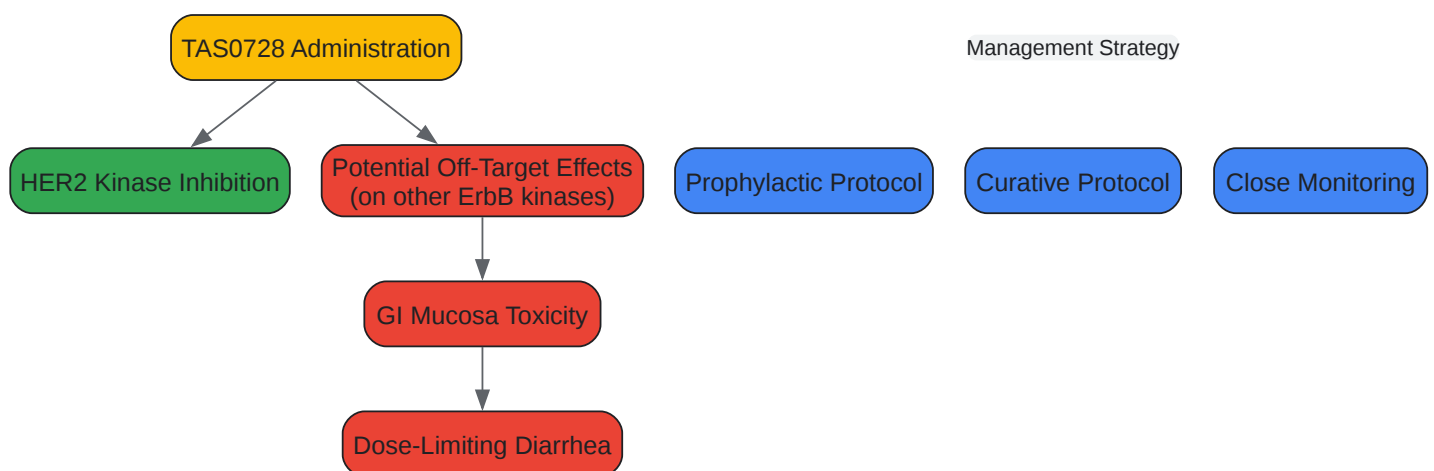 TAS0728 Administration
Management Strategy
HER2 Kinase Inhibition
Potential Off-Target Effects
(on other ErbB kinases)
Prophylactic Protocol
Curative Protocol
Close Monitoring
GI Mucosa Toxicity
Dose-Limiting Diarrhea